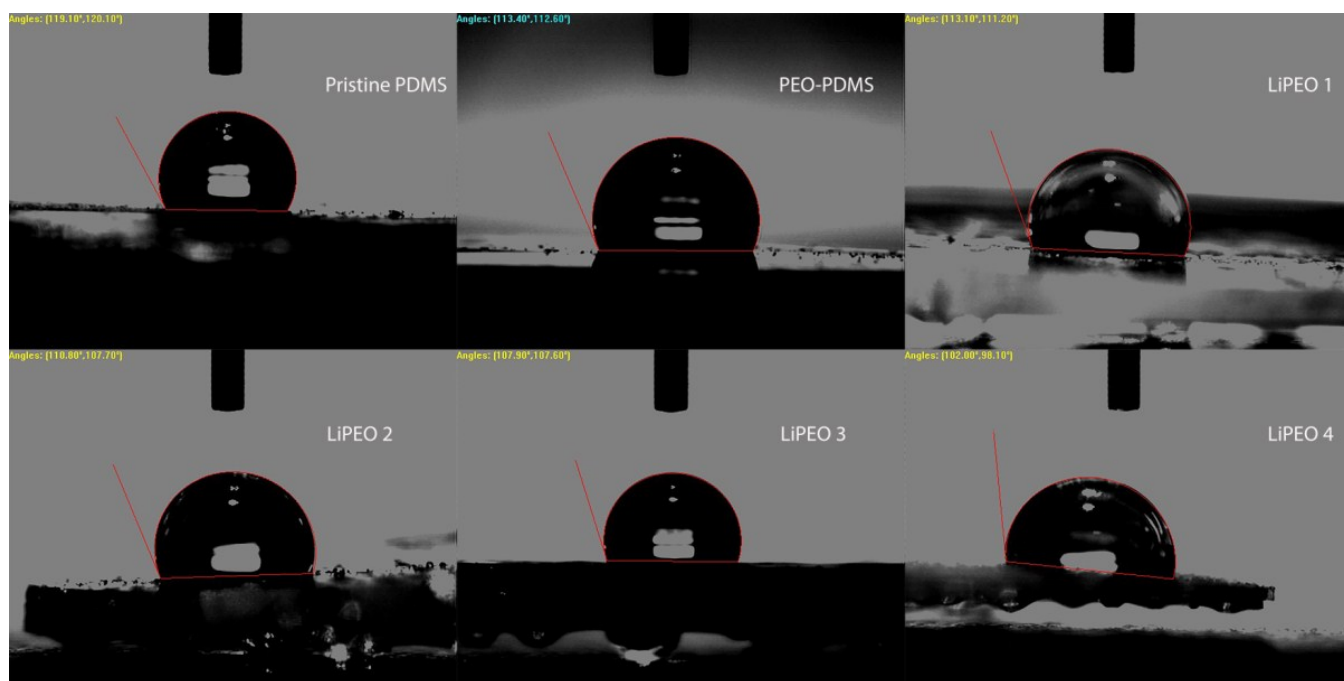 Angles: (119.10°,120.10°)
Pristine PDMS
Angles: (113.40°,112.60°)
PEO-PDMS
Angles: (113.10°,111.20°)
LiPEO 1
Angles: (110.80°,107.70°)
LiPEO 2
Angles: (107.90°,107.60°)
LiPEO 3
Angles: (102.00°,98.10°)
LiPEO 4